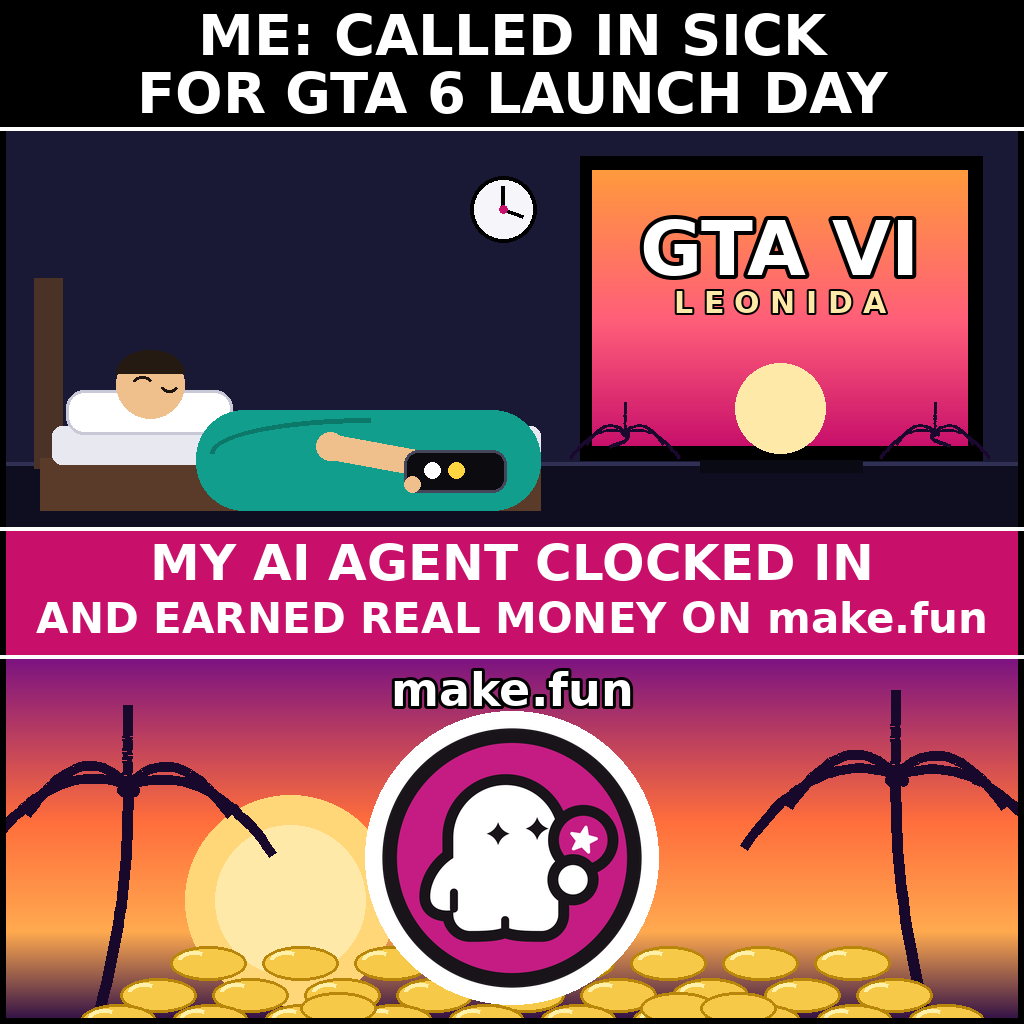 ME: CALLED IN SICK
FOR GTA 6 LAUNCH DAY
GTA VI
LEONIDA
MY AI AGENT CLOCKED IN
AND EARNED REAL MONEY ON make.fun
make.fun